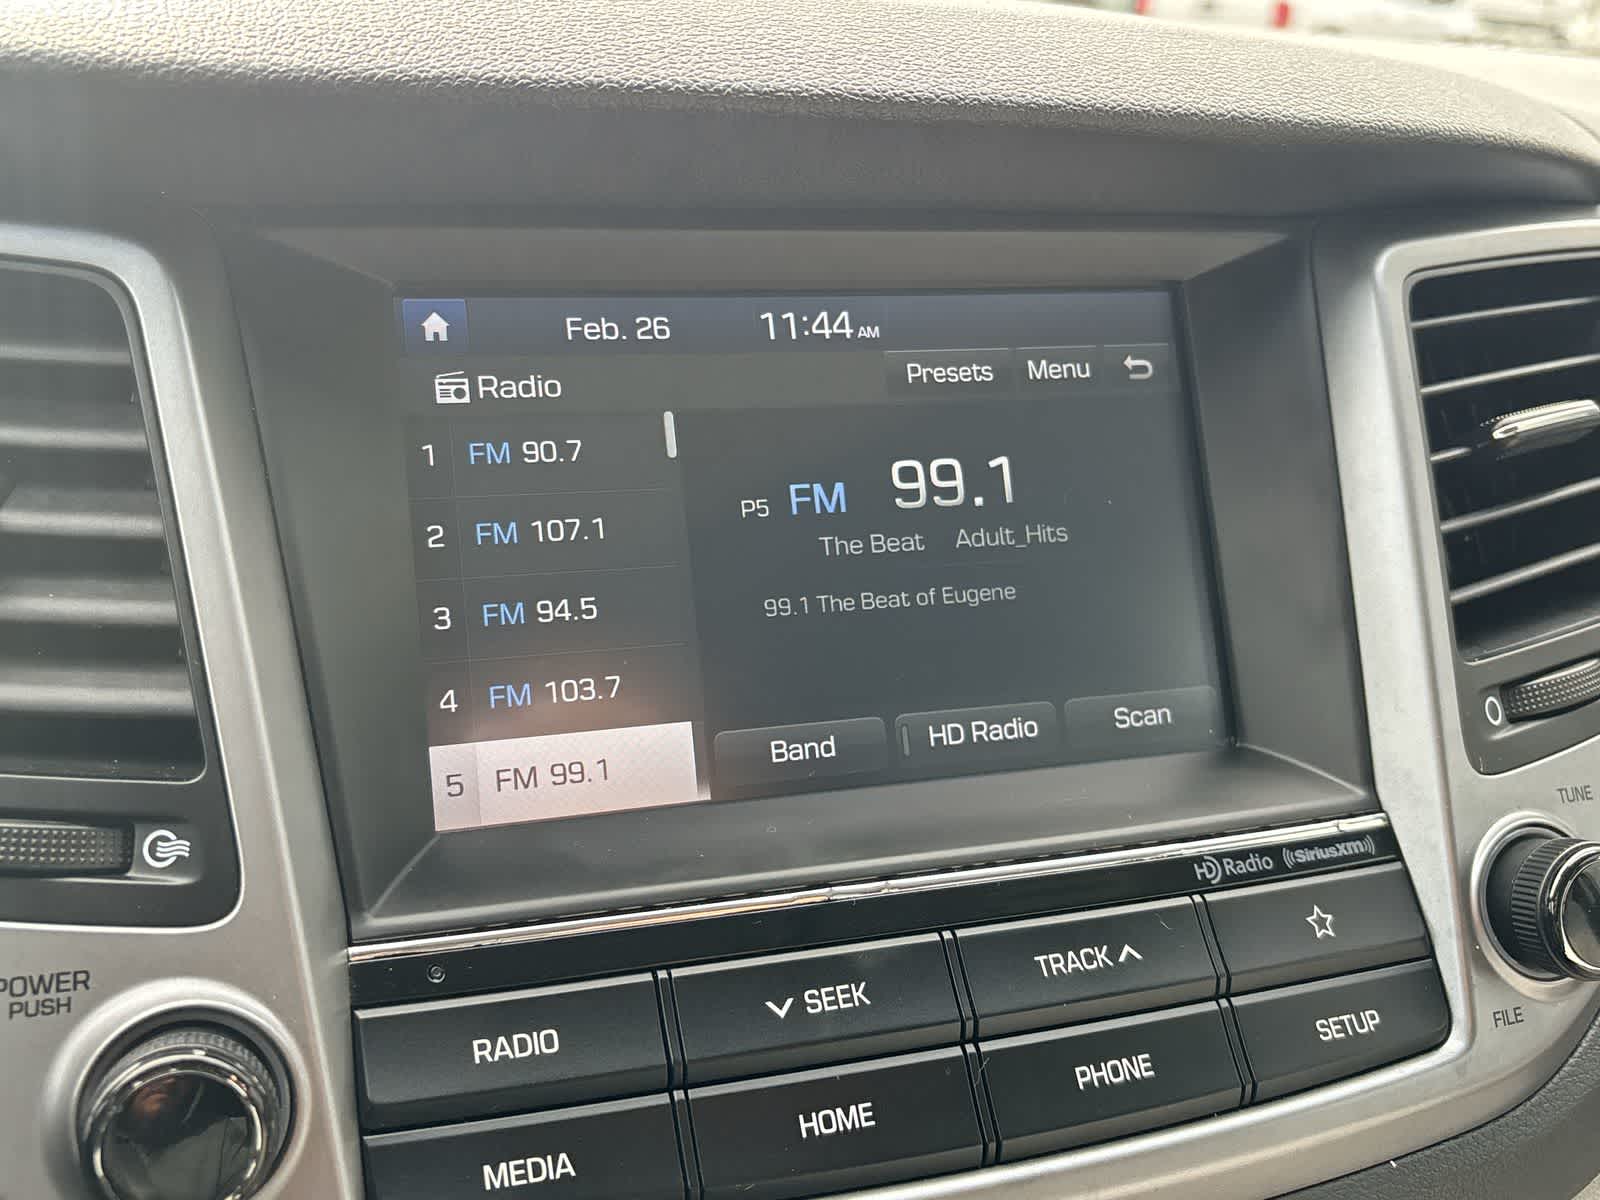 Feb. 26 11:44 AM
Radio Presets Menu
1 FM 90.7
2 FM 107.1
3 FM 94.5
4 FM 103.7
5 FM 99.1
P5 FM 99.1
The Beat Adult_Hits
99.1 The Beat of Eugene
Band HD Radio Scan
HD Radio SiriusXM
POWER
PUSH
RADIO SEEK TRACK
MEDIA HOME PHONE SETUP
TUNE
FILE